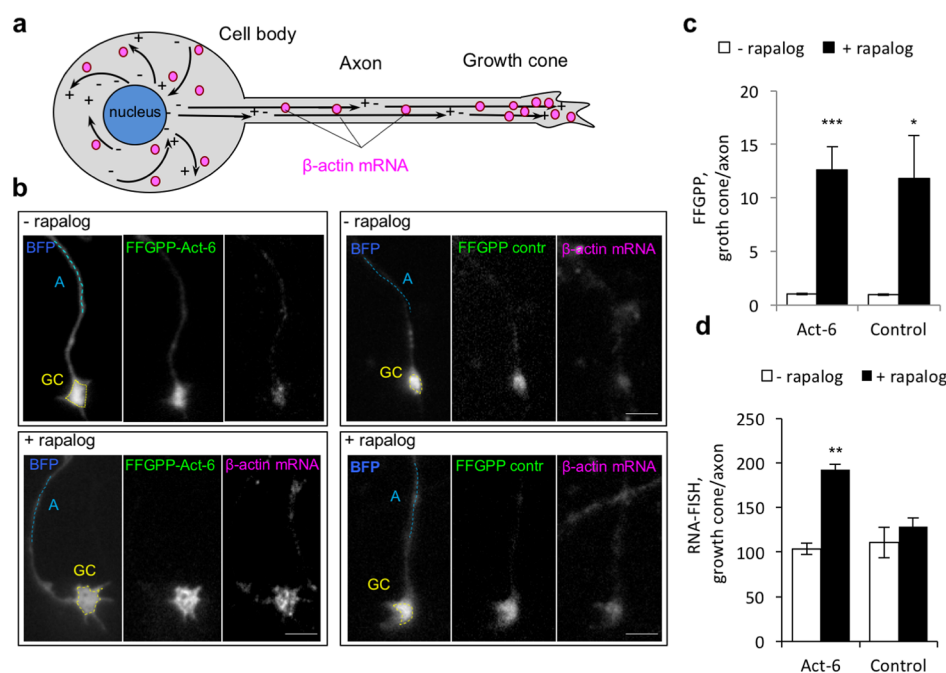 a
Cell body
Axon
Growth cone
nucleus
β-actin mRNA
b
- rapalog
BFP
FFGPP-Act-6
A
GC
- rapalog
BFP
FFGPP contr
β-actin mRNA
A
GC
+ rapalog
BFP
FFGPP-Act-6
β-actin mRNA
A
GC
+ rapalog
BFP
FFGPP contr
β-actin mRNA
A
GC
c
- rapalog
+ rapalog
FFGPP,
groth cone/axon
20
15
10
5
0
***
*
Act-6
Control
d
- rapalog
+ rapalog
RNA-FISH,
growth cone/axon
250
200
150
100
50
0
**
Act-6
Control